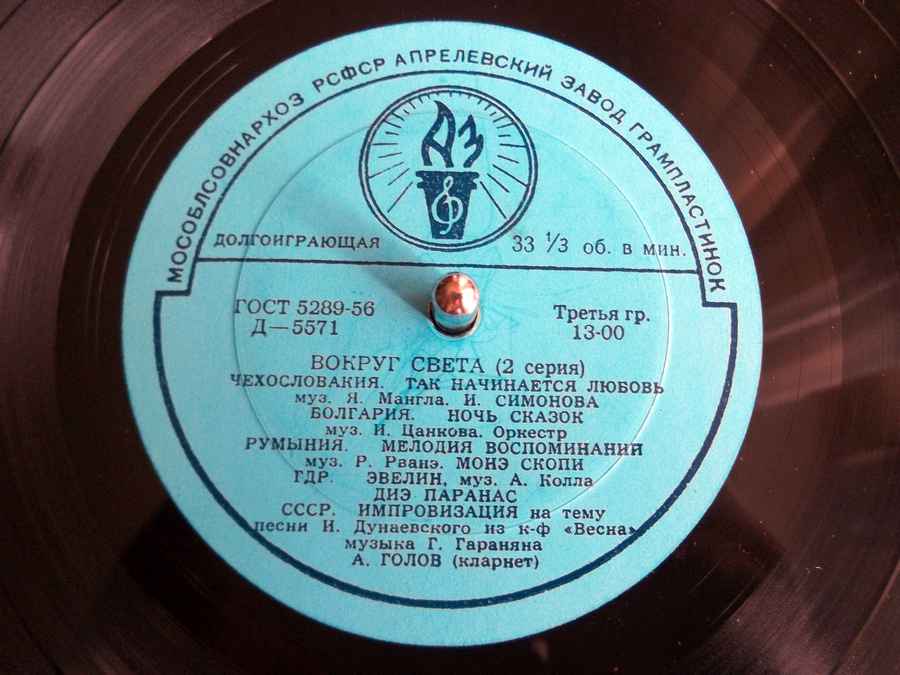 МОСОБЛСОВНАРХОЗ РСФСР АПРЕЛЕВСКИЙ ЗАВОД ГРАМПЛАСТИНОК
АЗ
ДОЛГОИГРАЮЩАЯ 33 1/3 об. в мин.
ГОСТ 5289-56 Третья гр.
Д—5571 13-00
ВОКРУГ СВЕТА (2 серия)
ЧЕХОСЛОВАКИЯ. ТАК НАЧИНАЕТСЯ ЛЮБОВЬ
муз. Я. Мангла. И. СИМОНОВА
БОЛГАРИЯ. НОЧЬ СКАЗОК
муз. И. Цанкова. Оркестр
РУМЫНИЯ. МЕЛОДИЯ ВОСПОМИНАНИЙ
муз. Р. Рванэ. МОНЭ СКОПИ
ГДР. ЭВЕЛИН, муз. А. Колла
ДИЭ ПАРАНАС
СССР. ИМПРОВИЗАЦИЯ на тему
песни И. Дунаевского из к-ф «Весна»
музыка Г. Гараняна
А. ГОЛОВ (кларнет)